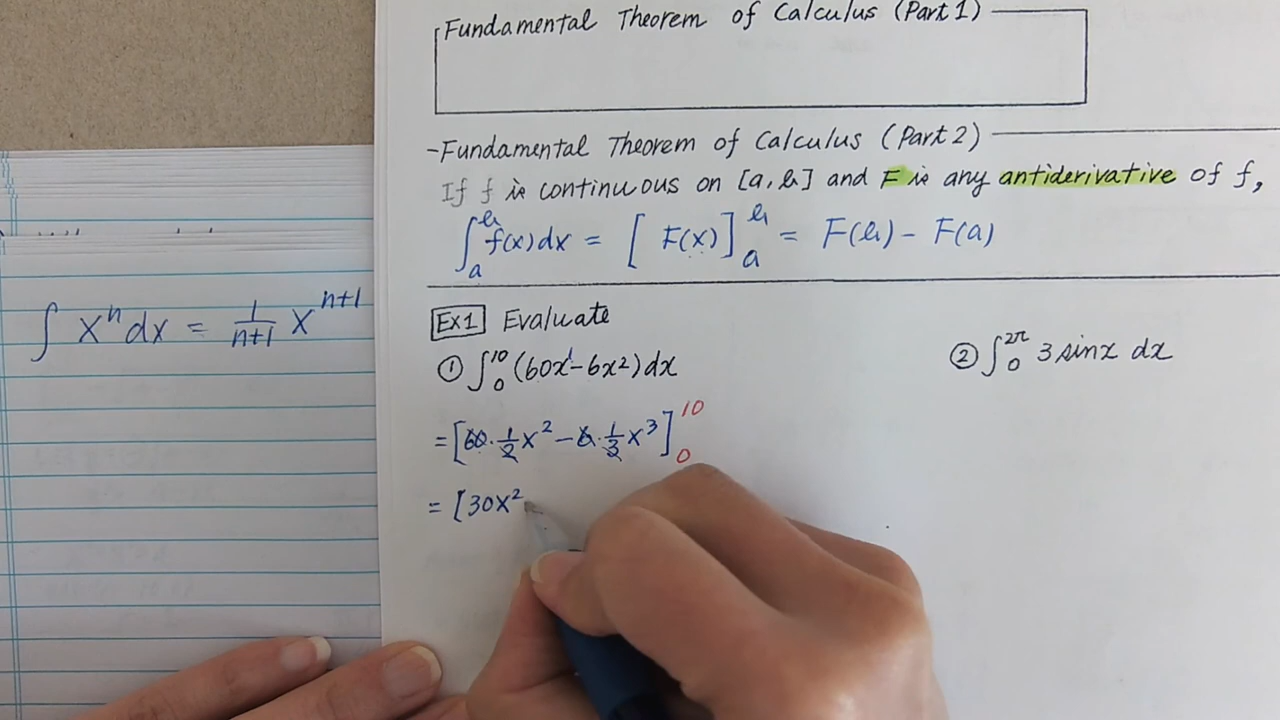 Fundamental Theorem of Calculus (Part 1)
Fundamental Theorem of Calculus (Part 2)
If f is continuous on [a, b] and F is any antiderivative of f,
∫ₐᵇ f(x)dx = [F(x)]ₐᵇ = F(b) - F(a)
∫ xⁿ dx = 1/(n+1) xⁿ⁺¹
Ex1 Evaluate
① ∫₀¹⁰ (60x¹ - 6x²) dx
② ∫₀²π 3 sinx dx
= [60 · 1/2 x² - 6 · 1/3 x³]₀¹⁰
= [30x²